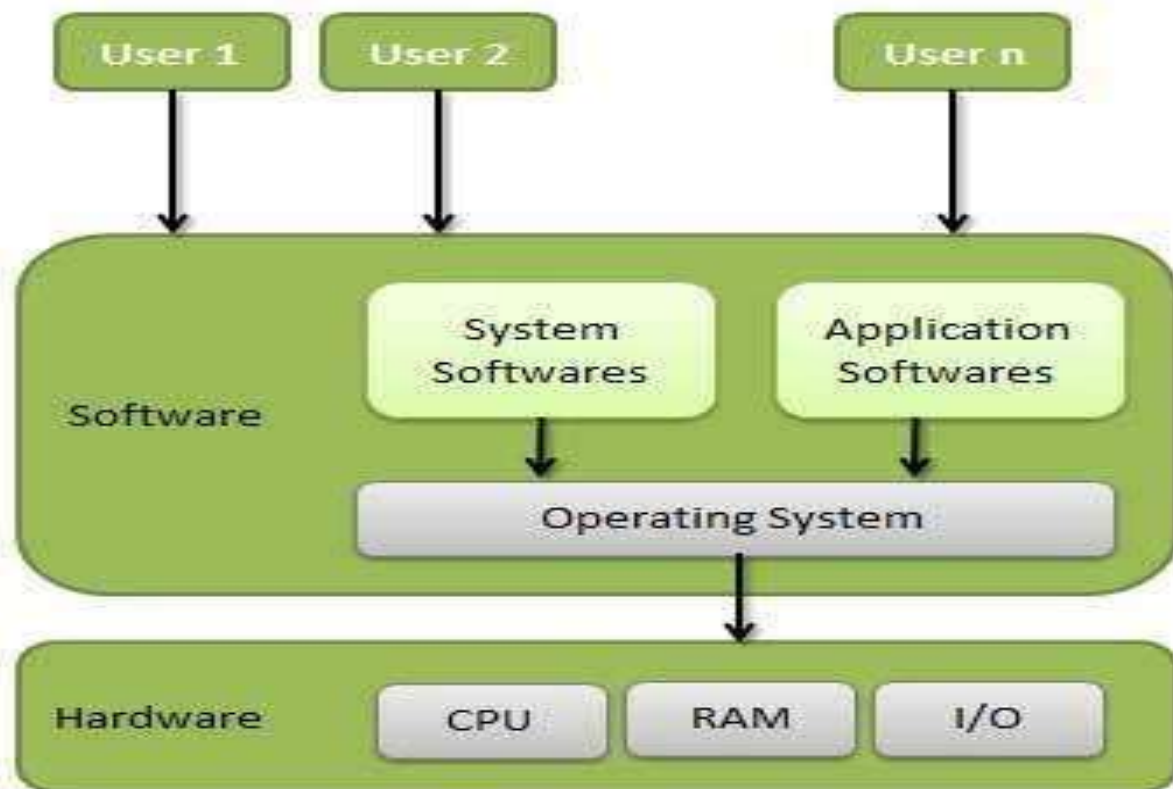 User 1
User 2
User n
System
Softwares
Application
Softwares
Software
Operating System
Hardware
CPU
RAM
I/O